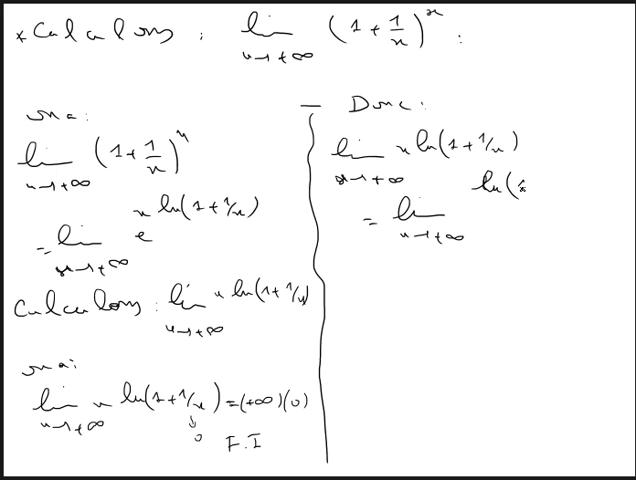 * Calculons : lim (1 + 1/x)^x :
x→+∞
on a :
lim (1 + 1/x)^x
x→+∞
= lim e^(x ln(1 + 1/x))
x→+∞
Calculons : lim x ln(1 + 1/x)
x→+∞
on a :
lim x ln(1 + 1/x) = (+∞)(0)
x→+∞
0
F.I
— Donc :
lim x ln(1 + 1/x)
x→+∞
ln(
= lim
x→+∞